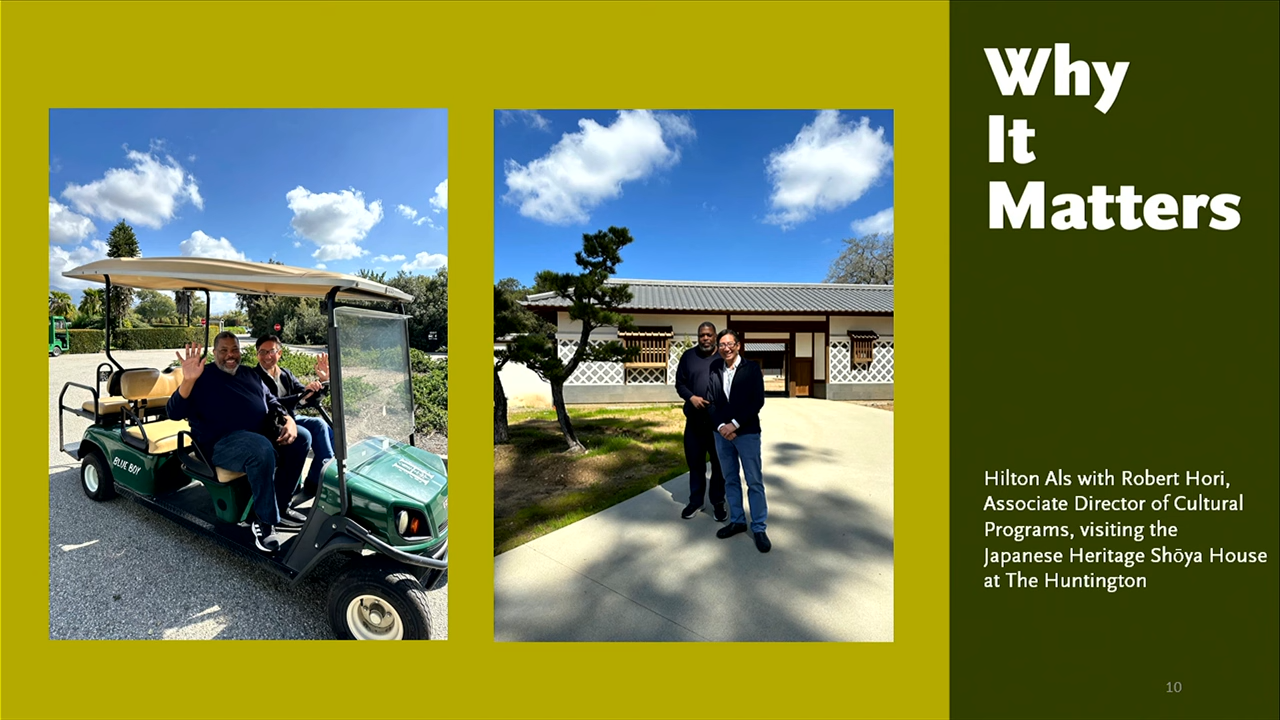 Why
It
Matters
BLUE BOY
Hilton Als with Robert Hori,
Associate Director of Cultural
Programs, visiting the
Japanese Heritage Shōya House
at The Huntington
10